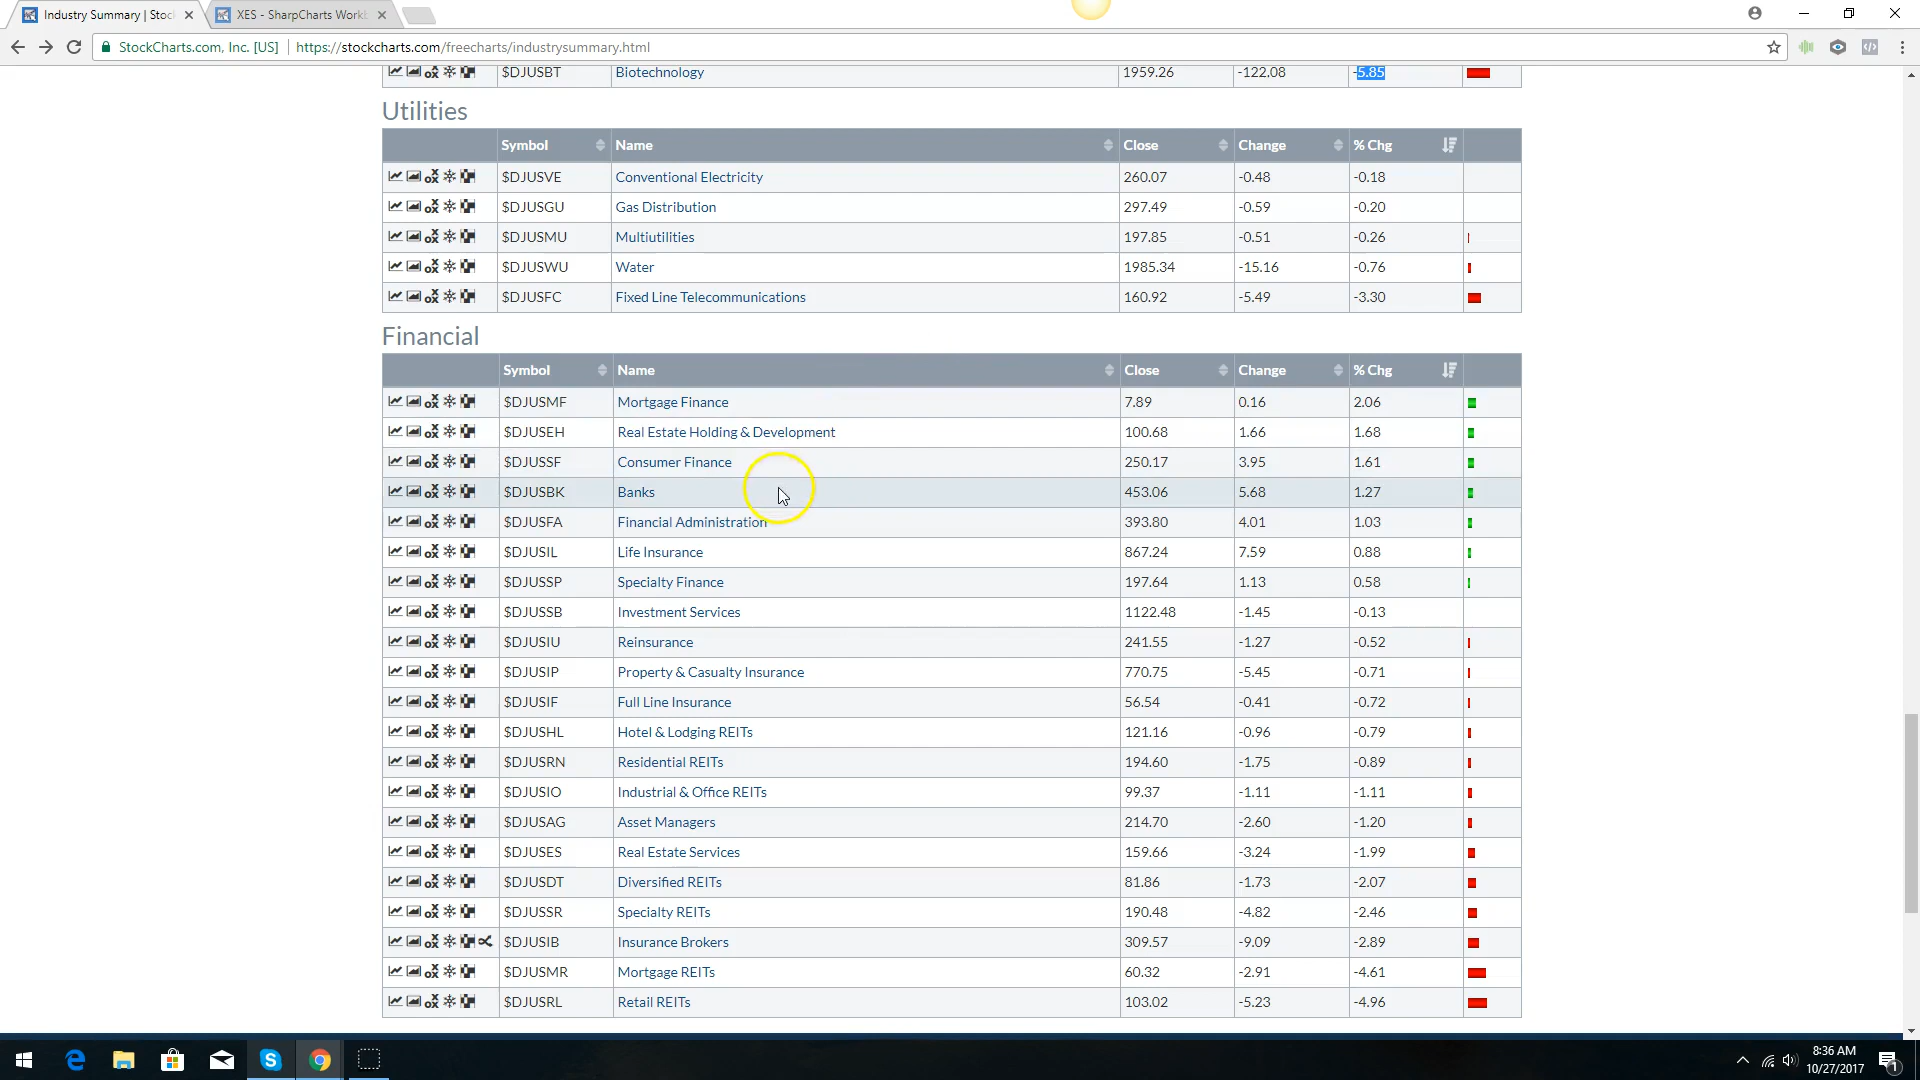 Industry Summary | Stoc
XES - SharpCharts Work
StockCharts.com, Inc. [US] https://stockcharts.com/freecharts/industrysummary.html
$DJUSBT Biotechnology 1959.26 -122.08 -5.85
Utilities
Symbol Name Close Change % Chg
$DJUSVE Conventional Electricity 260.07 -0.48 -0.18
$DJUSGU Gas Distribution 297.49 -0.59 -0.20
$DJUSMU Multiutilities 197.85 -0.51 -0.26
$DJUSWU Water 1985.34 -15.16 -0.76
$DJUSFC Fixed Line Telecommunications 160.92 -5.49 -3.30
Financial
Symbol Name Close Change % Chg
$DJUSMF Mortgage Finance 7.89 0.16 2.06
$DJUSEH Real Estate Holding & Development 100.68 1.66 1.68
$DJUSSF Consumer Finance 250.17 3.95 1.61
$DJUSBK Banks 453.06 5.68 1.27
$DJUSFA Financial Administration 393.80 4.01 1.03
$DJUSIL Life Insurance 867.24 7.59 0.88
$DJUSSP Specialty Finance 197.64 1.13 0.58
$DJUSSB Investment Services 1122.48 -1.45 -0.13
$DJUSIU Reinsurance 241.55 -1.27 -0.52
$DJUSIP Property & Casualty Insurance 770.75 -5.45 -0.71
$DJUSIF Full Line Insurance 56.54 -0.41 -0.72
$DJUSHL Hotel & Lodging REITs 121.16 -0.96 -0.79
$DJUSRN Residential REITs 194.60 -1.75 -0.89
$DJUSIO Industrial & Office REITs 99.37 -1.11 -1.11
$DJUSAG Asset Managers 214.70 -2.60 -1.20
$DJUSES Real Estate Services 159.66 -3.24 -1.99
$DJUSDT Diversified REITs 81.86 -1.73 -2.07
$DJUSSR Specialty REITs 190.48 -4.82 -2.46
$DJUSIB Insurance Brokers 309.57 -9.09 -2.89
$DJUSMR Mortgage REITs 60.32 -2.91 -4.61
$DJUSRL Retail REITs 103.02 -5.23 -4.96
8:36 AM
10/27/2017
1